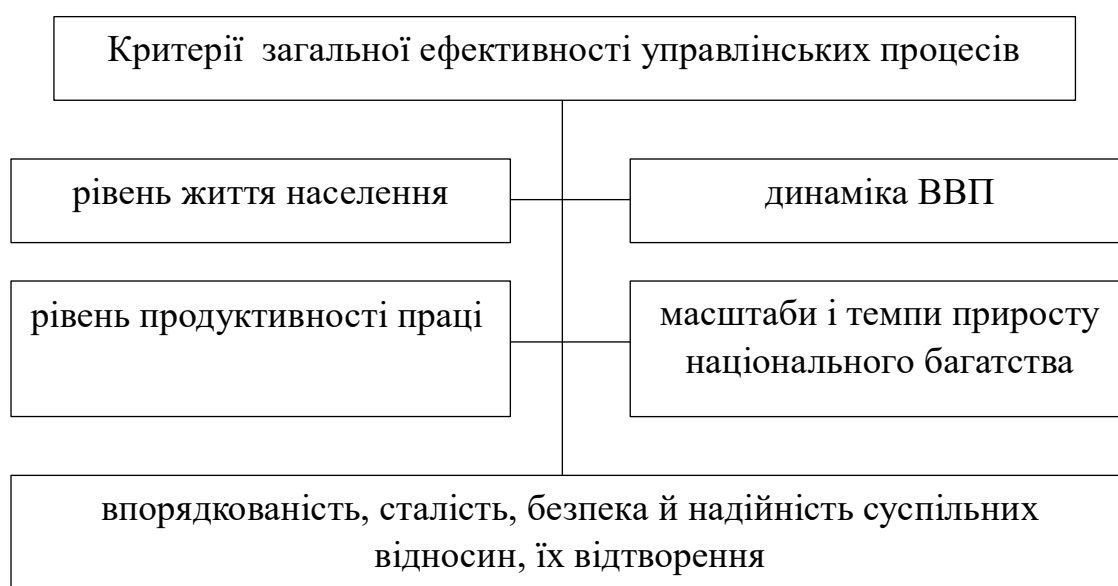 Критерії загальної ефективності управлінських процесів
рівень життя населення
динаміка ВВП
рівень продуктивності праці
масштаби і темпи приросту
національного багатства
впорядкованість, сталість, безпека й надійність суспільних
відносин, їх відтворення